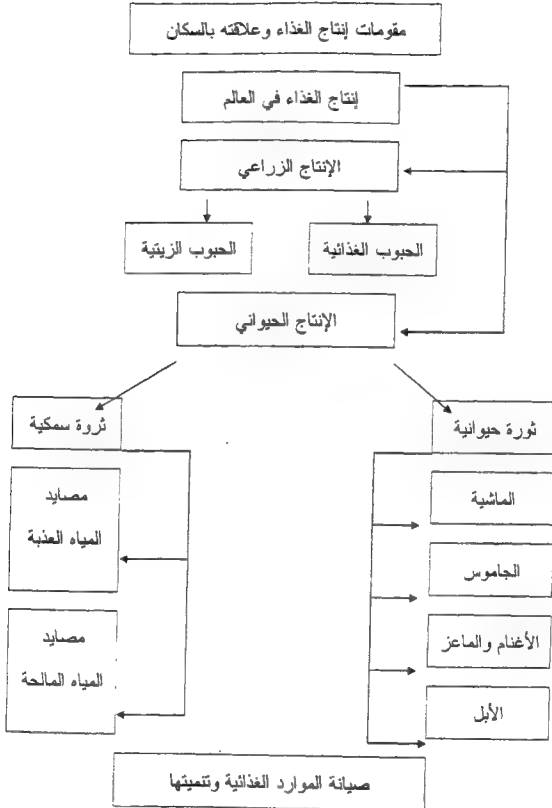 مقومات إنتاج الغذاء وعلاقته بالسكان
إنتاج الغذاء في العالم
الإنتاج الزراعي
الحبوب الغذائية
الحبوب الزيتية
الإنتاج الحيواني
ثورة حيوانية
ثروة سمكية
الماشية
الجاموس
الأغنام والماعز
الأبل
مصايد
المياه العذبة
مصايد
المياه المالحة
صيانة الموارد الغذائية وتنميتها